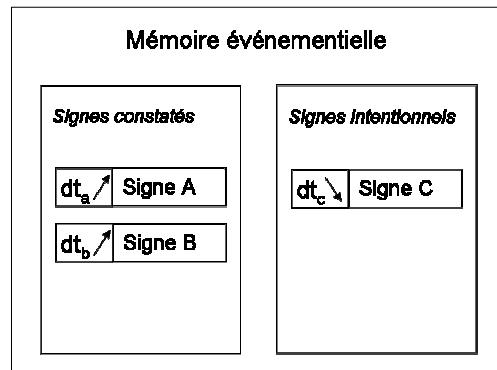 Mémoire événementielle
Signes constatés
dta Signe A
dtb Signe B
Signes intentionnels
dtc Signe C